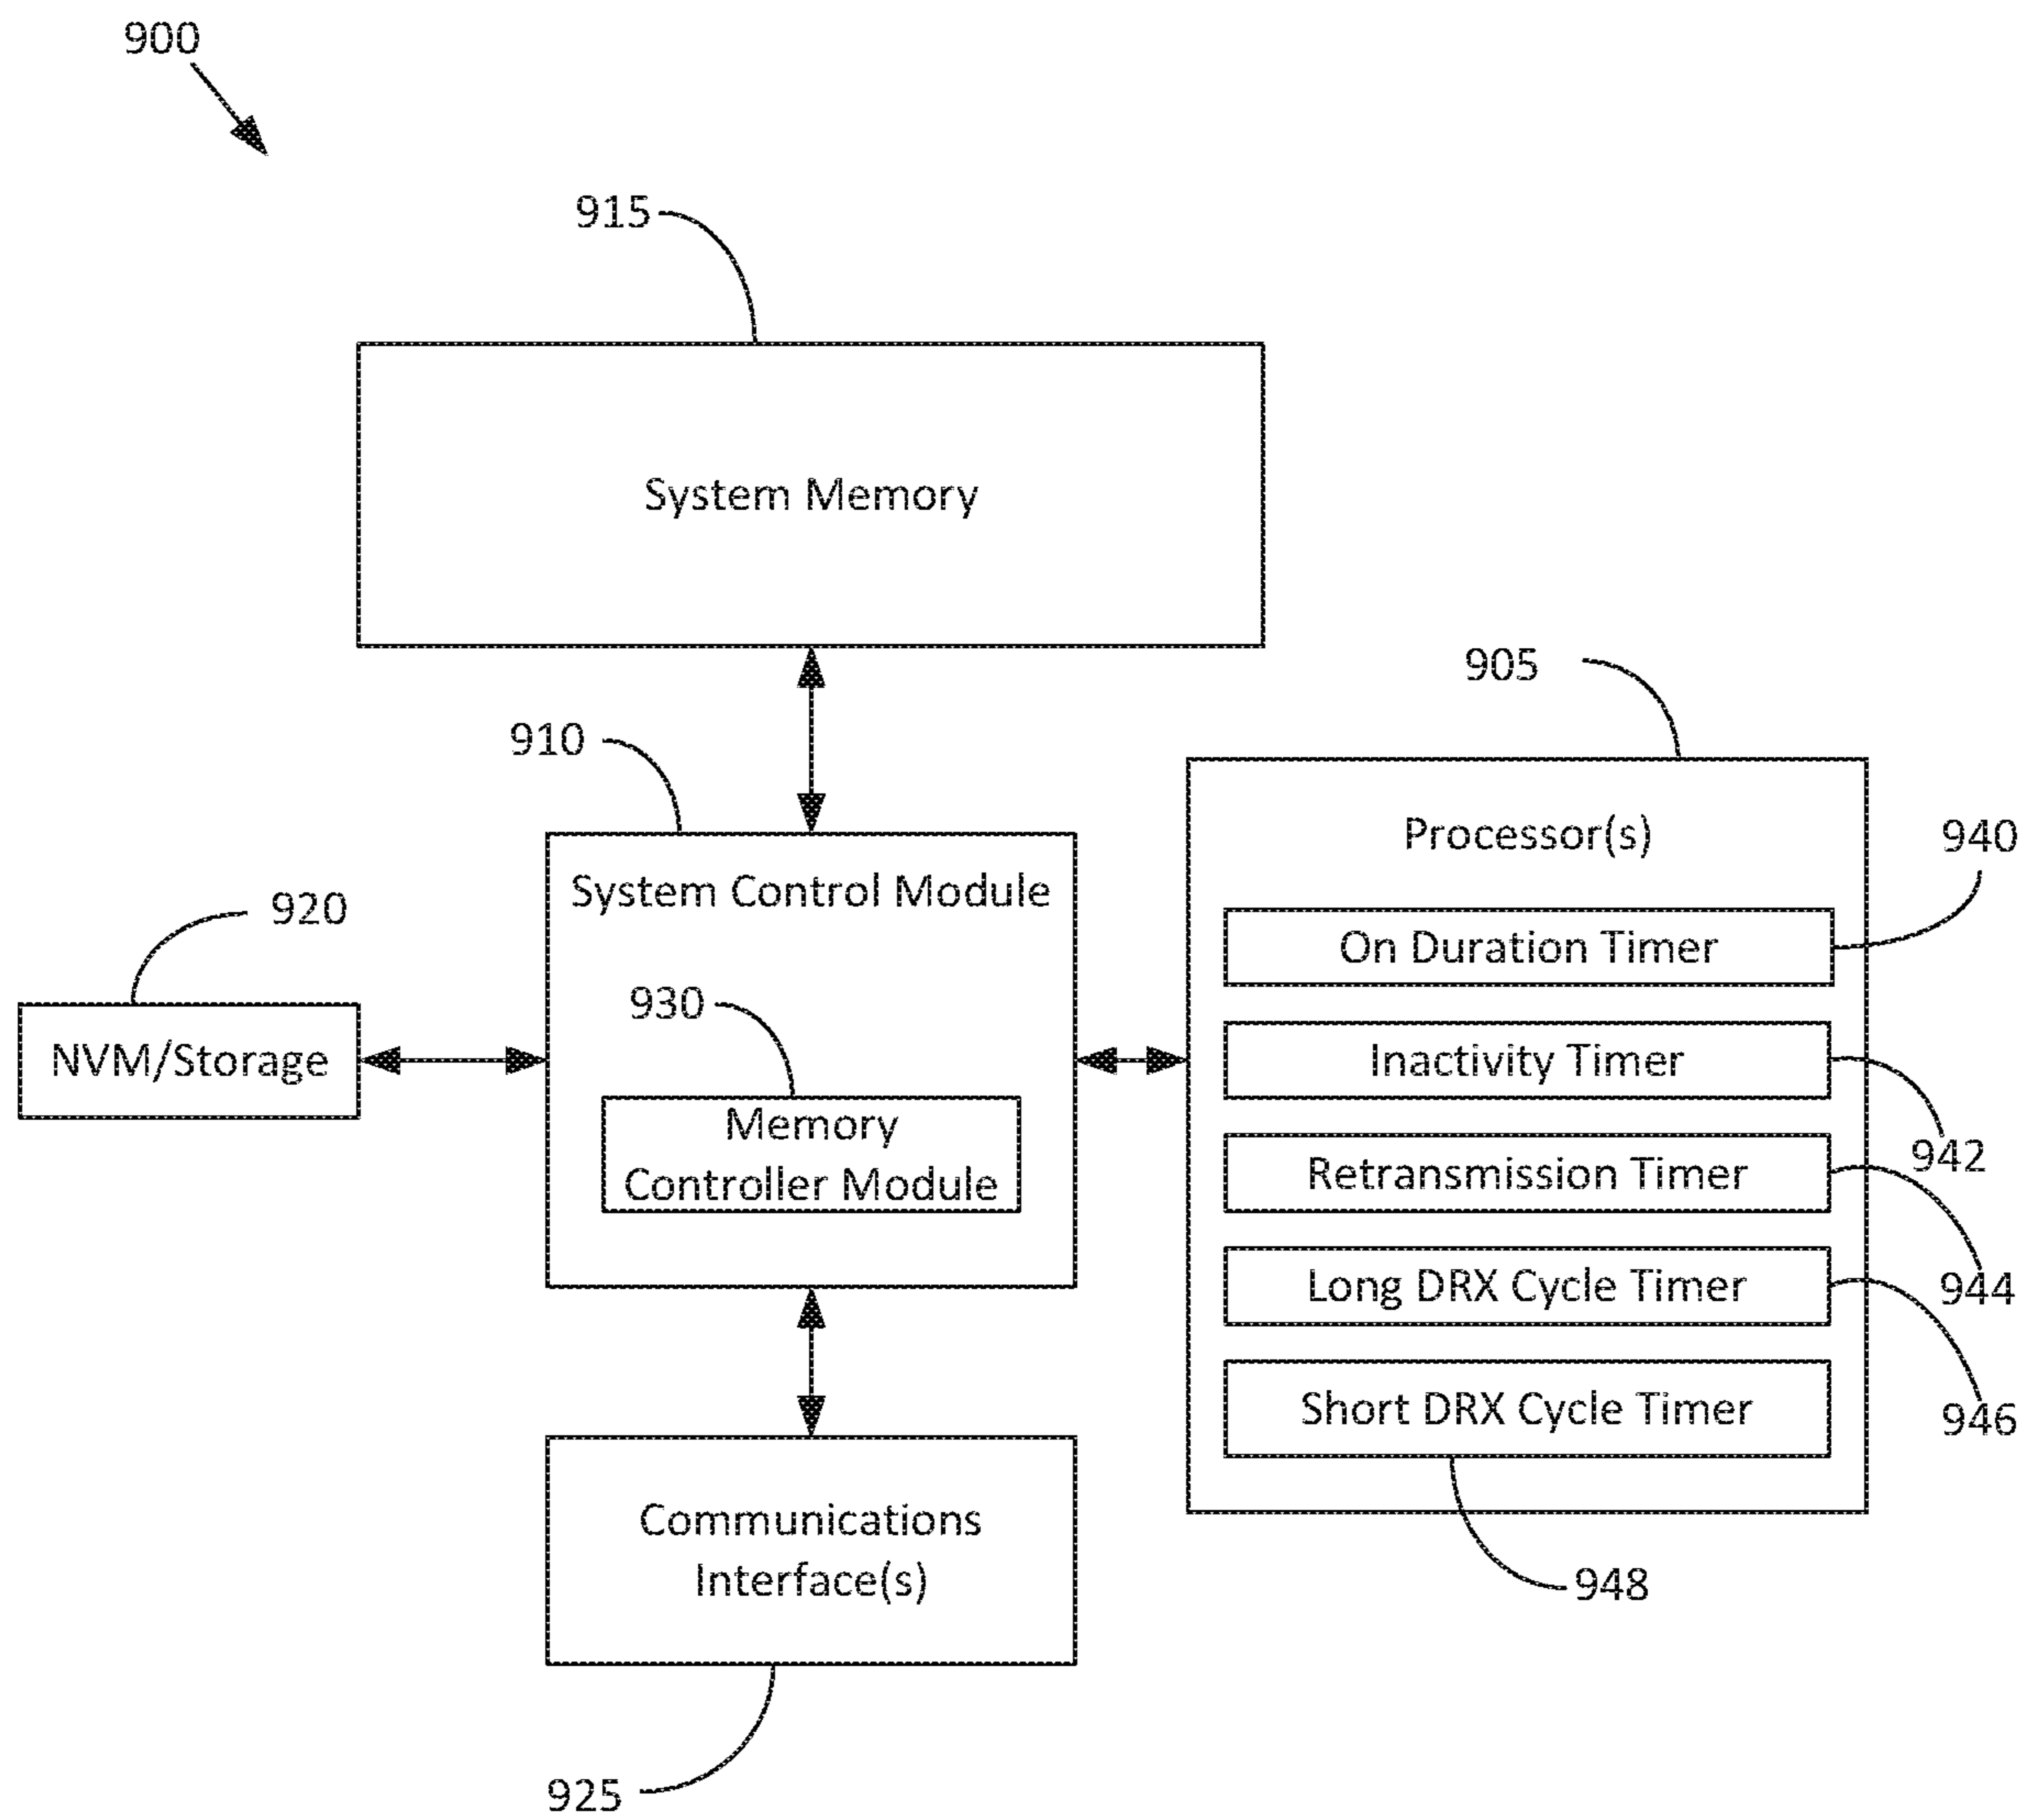 900
915
System Memory
905
910
Processor(s)
940
System Control Module
920
On Duration Timer
930
NVM/Storage
Inactivity Timer
Memory
Controller Module
942
Retransmission Timer
Long DRX Cycle Timer
944
Short DRX Cycle Timer
946
Communications
Interface(s)
948
925